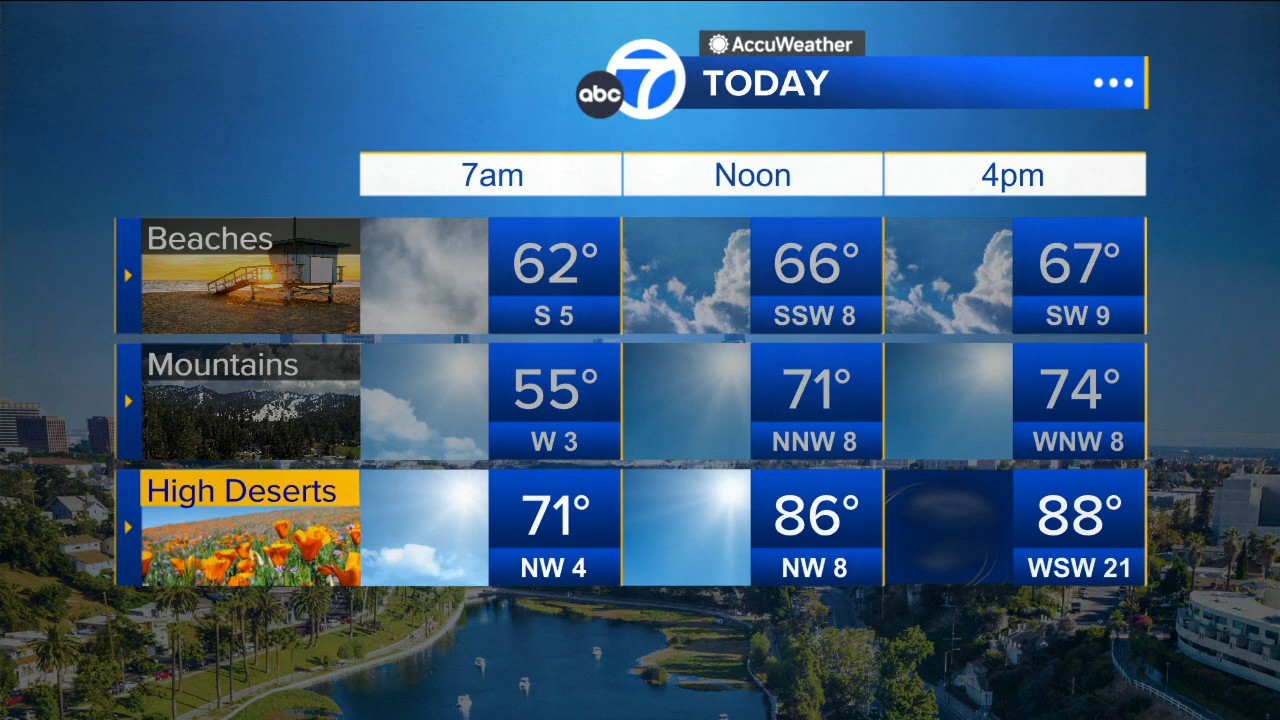 AccuWeather
abc 7 TODAY
7am Noon 4pm
Beaches 62° 66° 67°
S 5 SSW 8 SW 9
Mountains 55° 71° 74°
W 3 NNW 8 WNW 8
High Deserts 71° 86° 88°
NW 4 NW 8 WSW 21